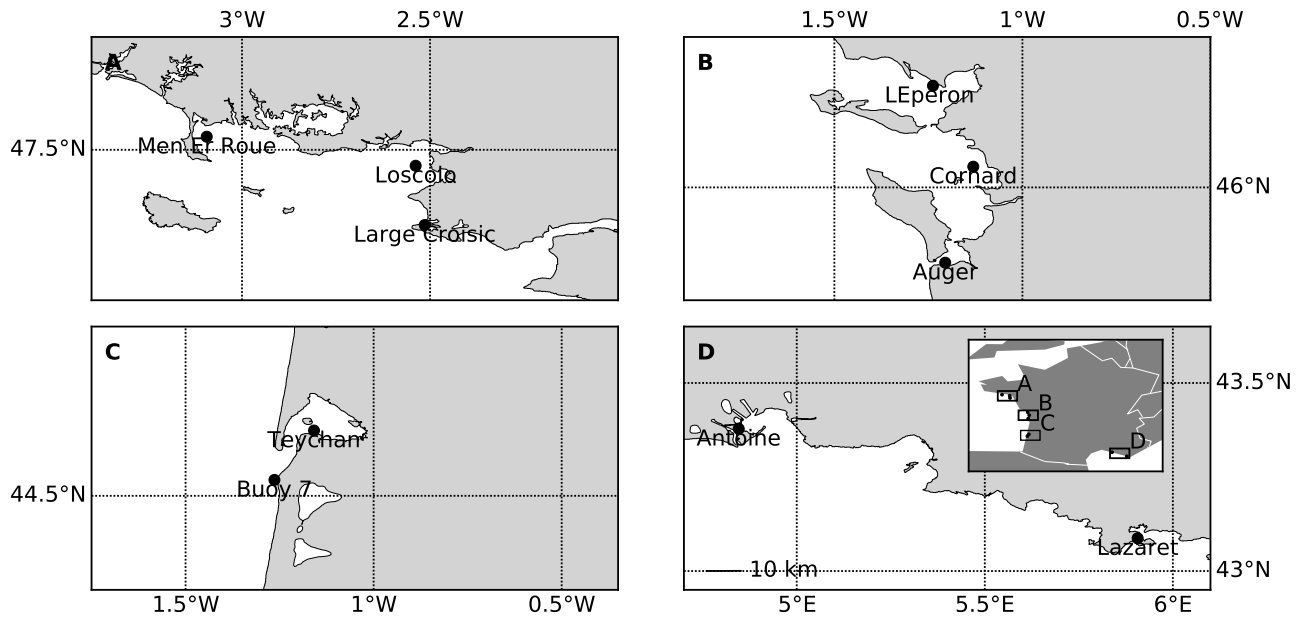 3°W 2.5°W 1.5°W 1°W 0.5°W
A
B
LEperon
Men Er Roue
47.5°N
Loscolo
Cornard
46°N
Large Croisic
Auger
C
D
A
43.5°N
B
C
Teychan
Antoine
D
Buoy 7
44.5°N
Lazaret
10 km
43°N
1.5°W 1°W 0.5°W 5°E 5.5°E 6°E